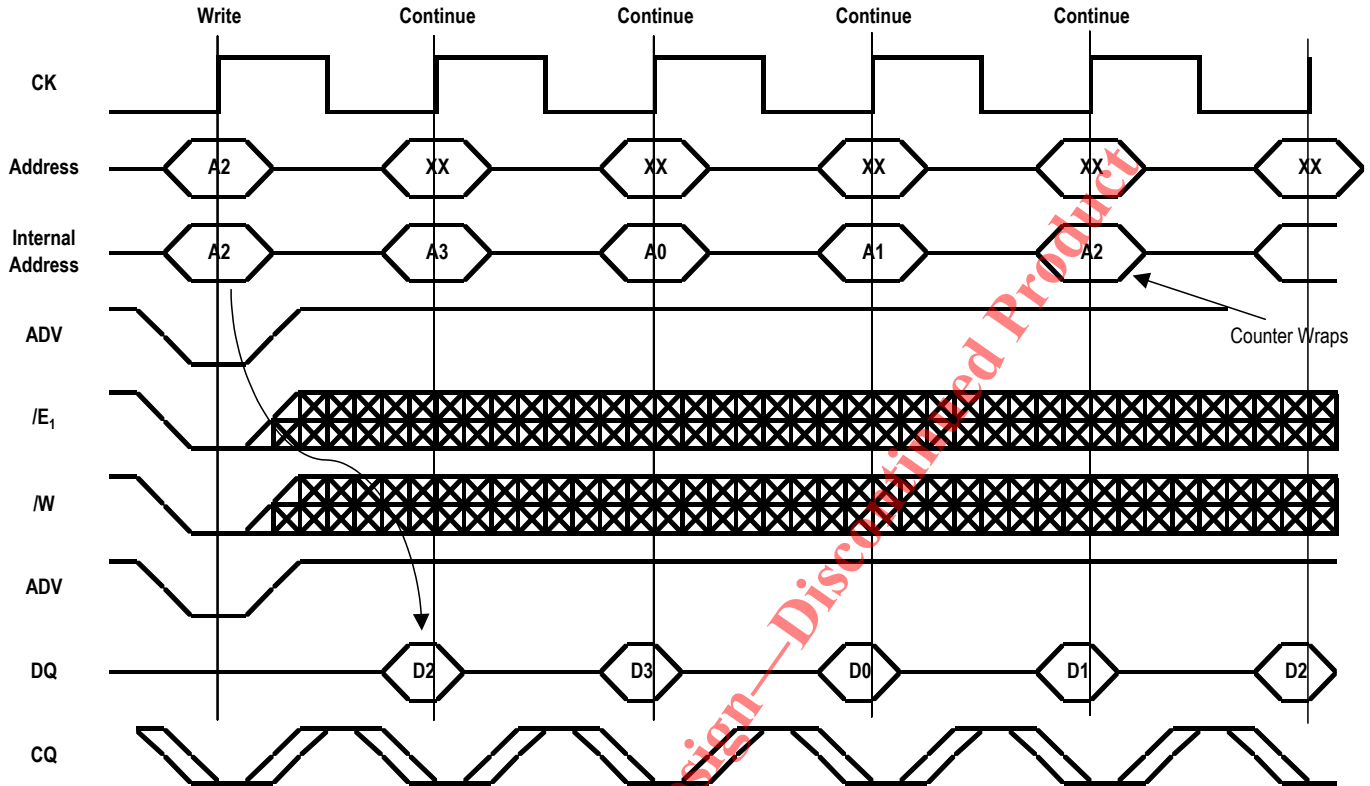 Write Continue Continue Continue Continue
CK
Address A2 XX XX XX XX XX
Internal Address A2 A3 A0 A1 A2
ADV
Counter Wraps
/E1
/W
ADV
DQ D2 D3 D0 D1 D2
CQ
sign—Discontinued Product